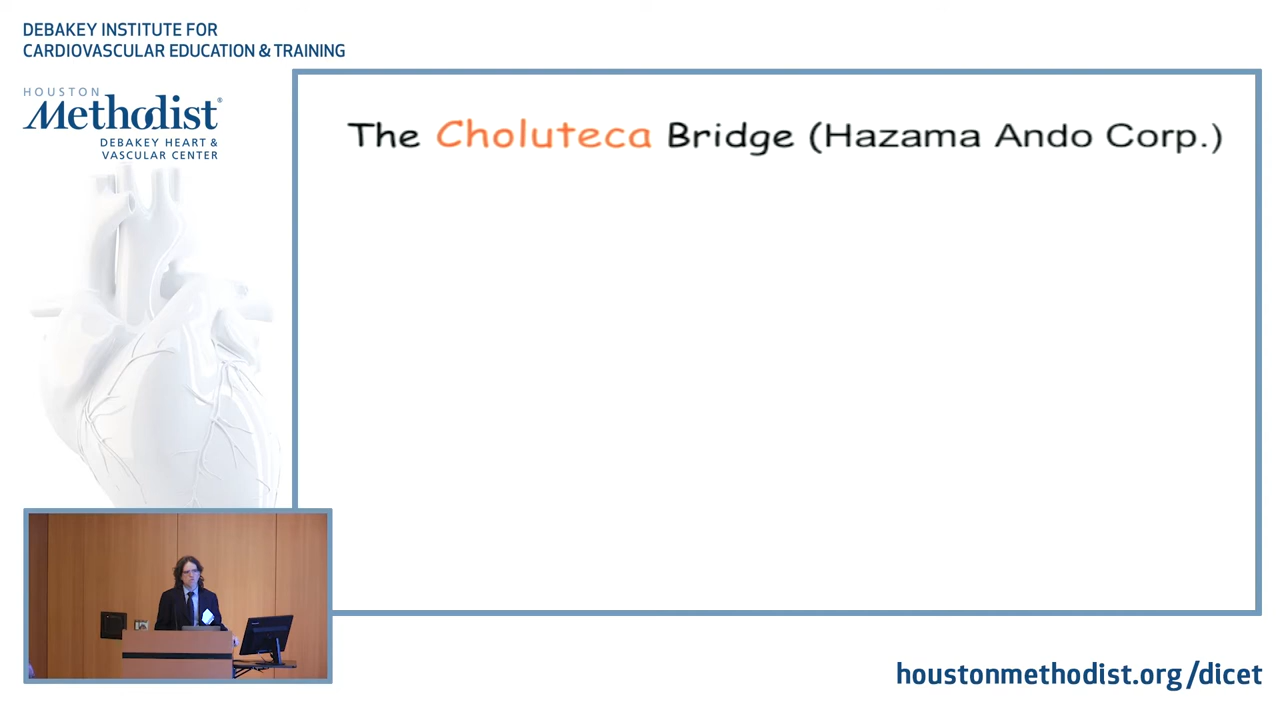 DEBAKEY INSTITUTE FOR
CARDIOVASCULAR EDUCATION & TRAINING
HOUSTON
Methodist®
DEBAKEY HEART &
VASCULAR CENTER
The Choluteca Bridge (Hazama Ando Corp.)
houstonmethodist.org/dicet